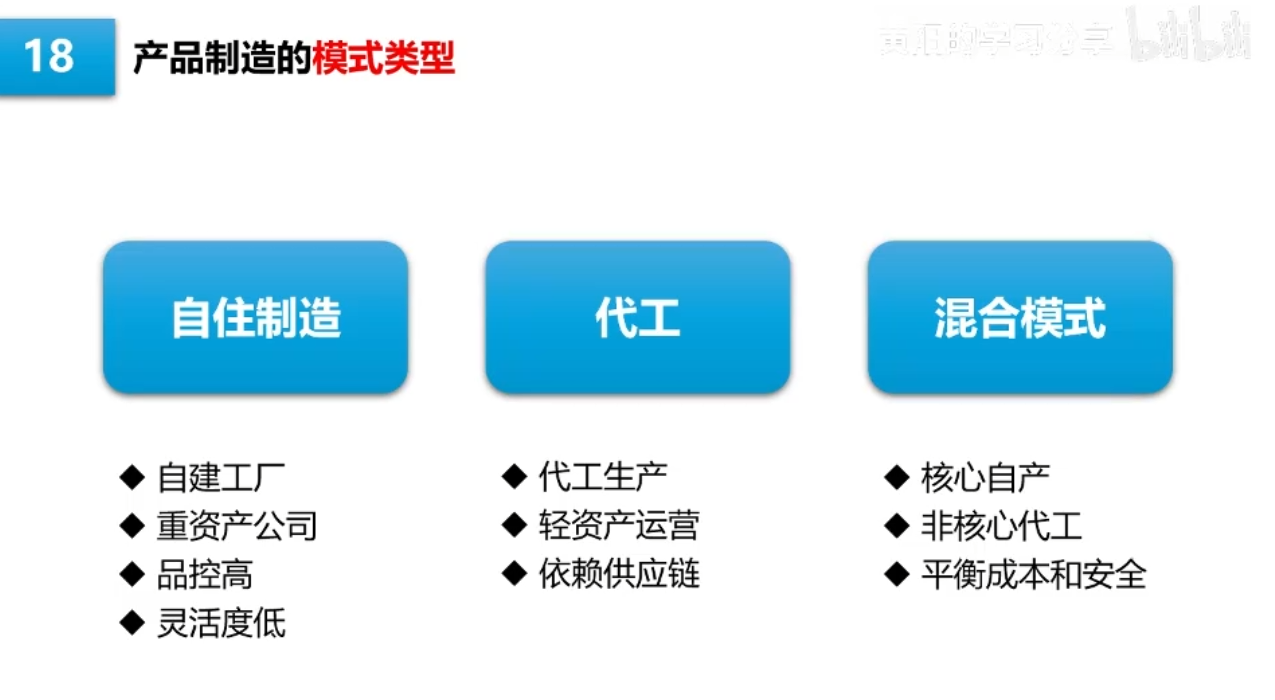 18
产品制造的模式类型
bilibili
自住制造
代工
混合模式
◆ 自建工厂
◆ 重资产公司
◆ 品控高
◆ 灵活度低
◆ 代工生产
◆ 轻资产运营
◆ 依赖供应链
◆ 核心自产
◆ 非核心代工
◆ 平衡成本和安全